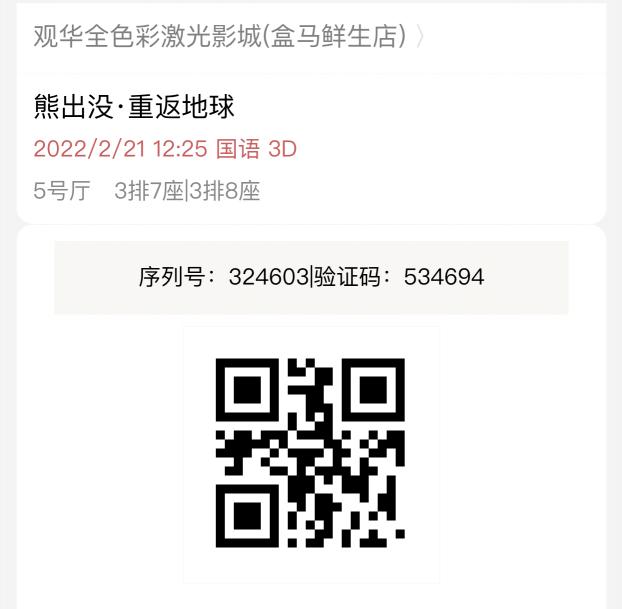 观华全色彩激光影城(盒马鲜生店) 〉
熊出没·重返地球
2022/2/21 12:25 国语 3D
5号厅 3排7座|3排8座
序列号：324603|验证码：534694